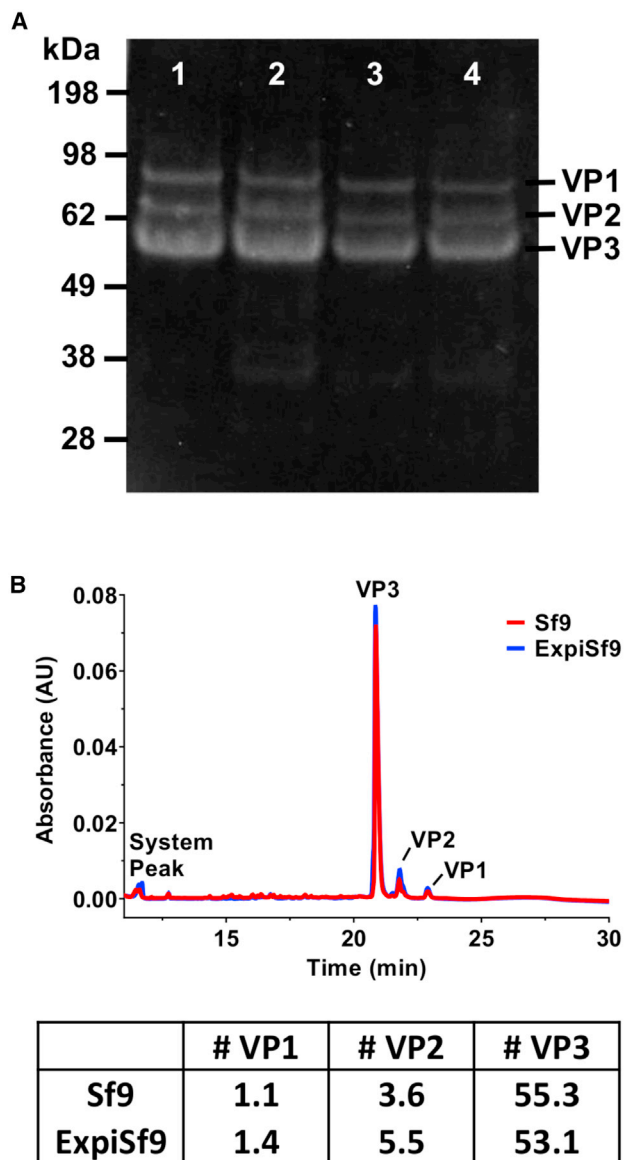 A
kDa
198
98
62
49
38
28
1 2 3 4
VP1
VP2
VP3
B
0.08
0.06
0.04
0.02
0.00
Absorbance (AU)
VP3
Sf9
ExpiSf9
System
Peak
VP2
VP1
15 20 25 30
Time (min)
# VP1 # VP2 # VP3
Sf9 1.1 3.6 55.3
ExpiSf9 1.4 5.5 53.1